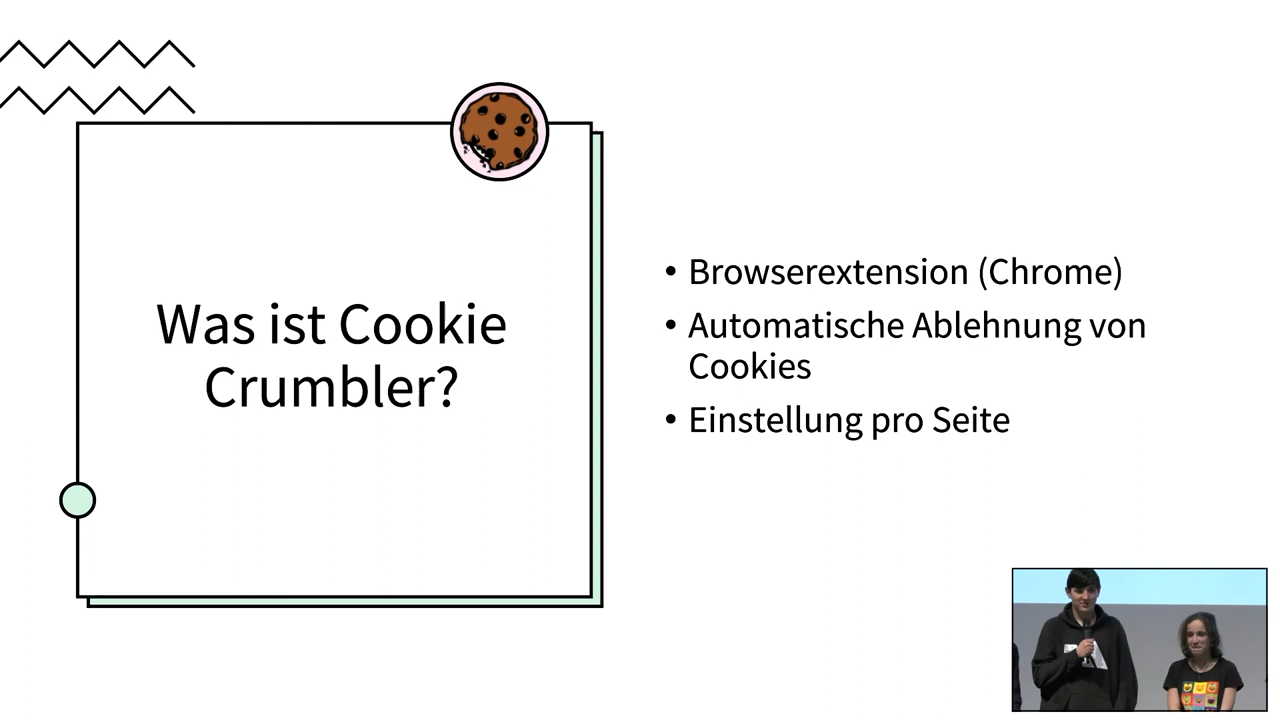 Was ist Cookie
Crumbler?
• Browserextension (Chrome)
• Automatische Ablehnung von
Cookies
• Einstellung pro Seite